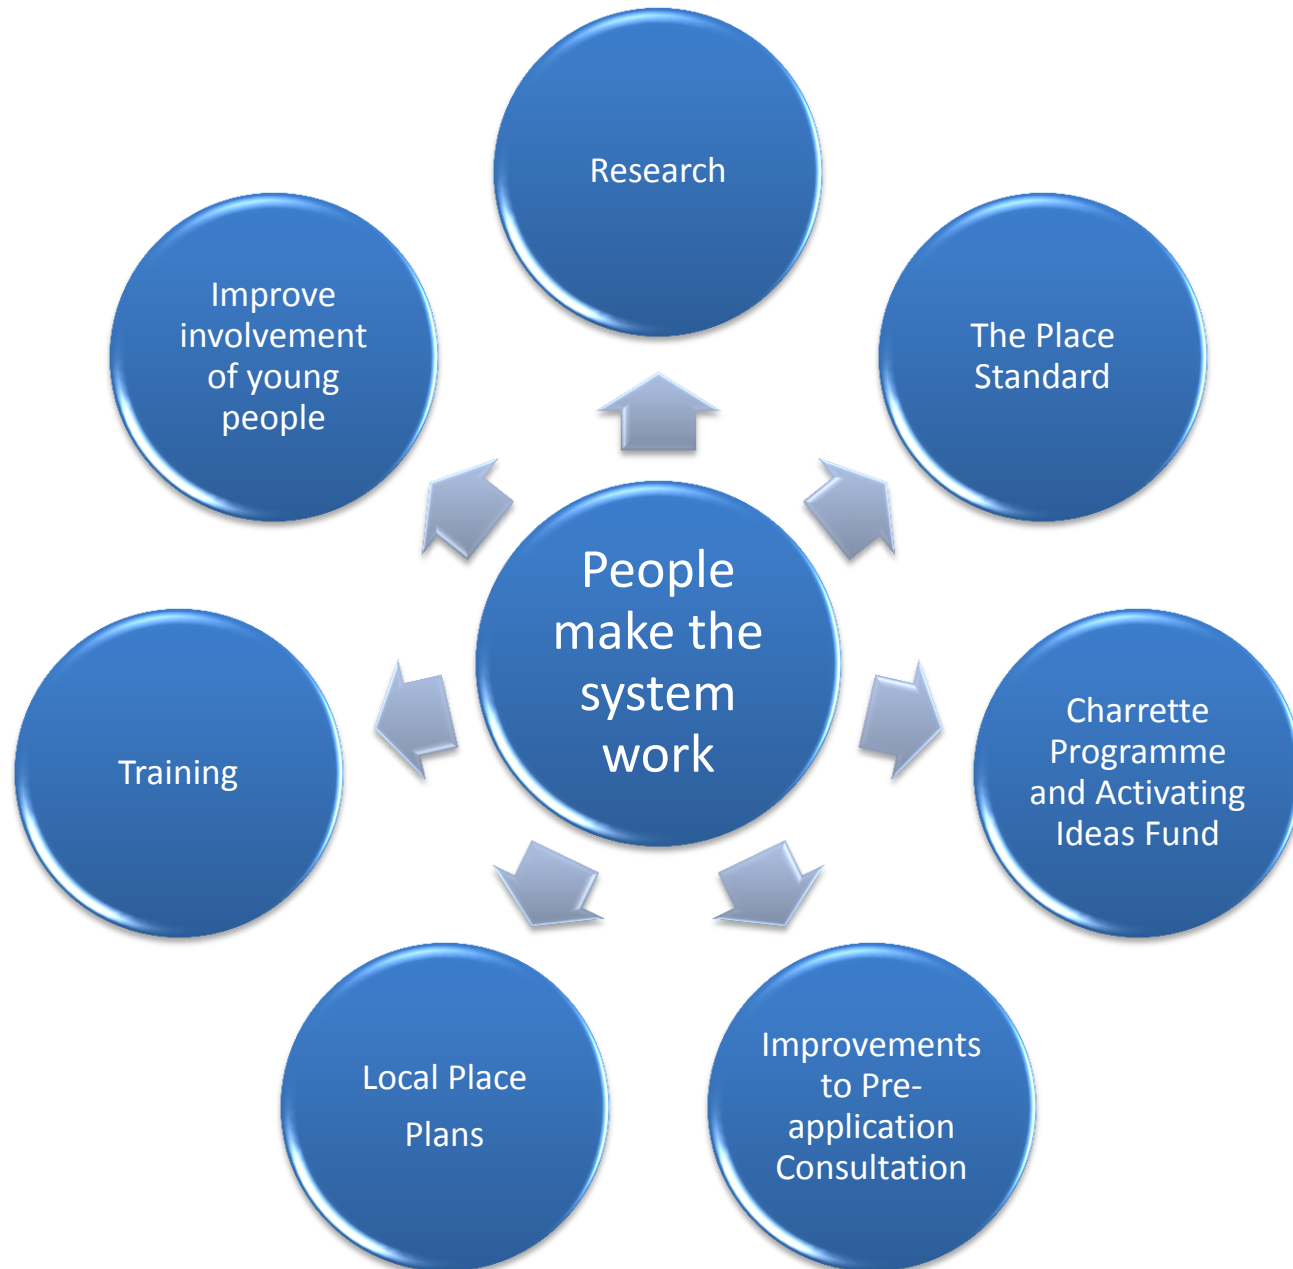 Research
Improve
involvement
of young
people
The Place
Standard
People
make the
system
work
Training
Charrette
Programme
and Activating
Ideas Fund
Local Place
Plans
Improvements
to Pre-
application
Consultation